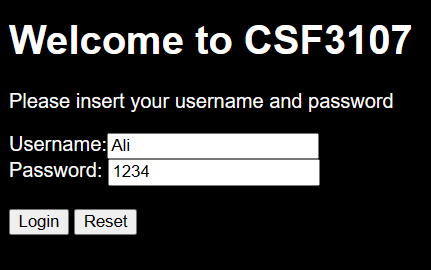 Welcome to CSF3107
Please insert your username and password
Username: Ali
Password: 1234
Login Reset